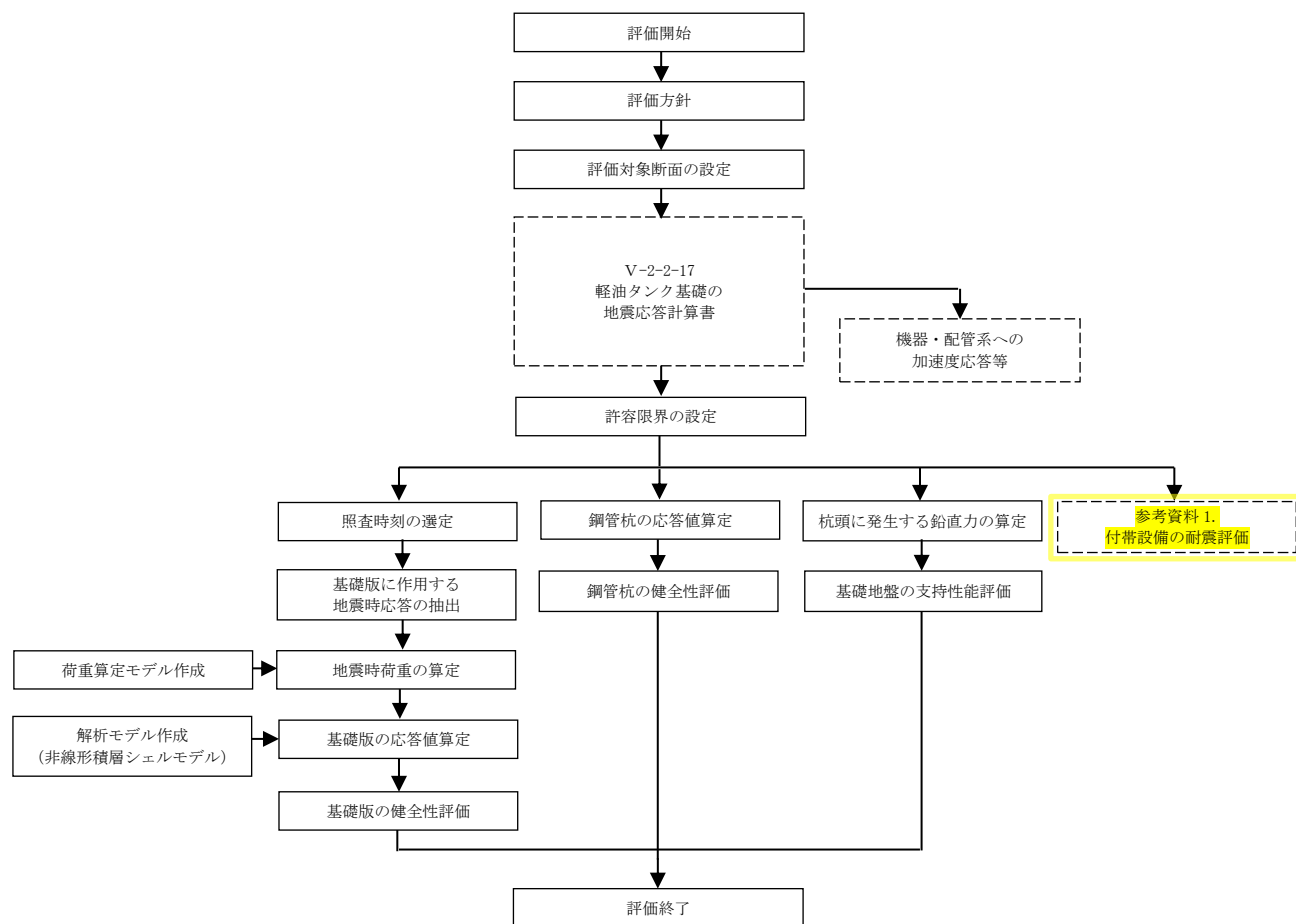 評価開始
評価方針
評価対象断面の設定
Ⅴ-2-2-17
軽油タンク基礎の
地震応答計算書
機器・配管系への
加速度応答等
許容限界の設定
照査時刻の選定
鋼管杭の応答値算定
杭頭に発生する鉛直力の算定
参考資料 1.
付帯設備の耐震評価
基礎版に作用する
地震時応答の抽出
鋼管杭の健全性評価
基礎地盤の支持性能評価
荷重算定モデル作成
地震時荷重の算定
解析モデル作成
（非線形積層シェルモデル）
基礎版の応答値算定
基礎版の健全性評価
評価終了